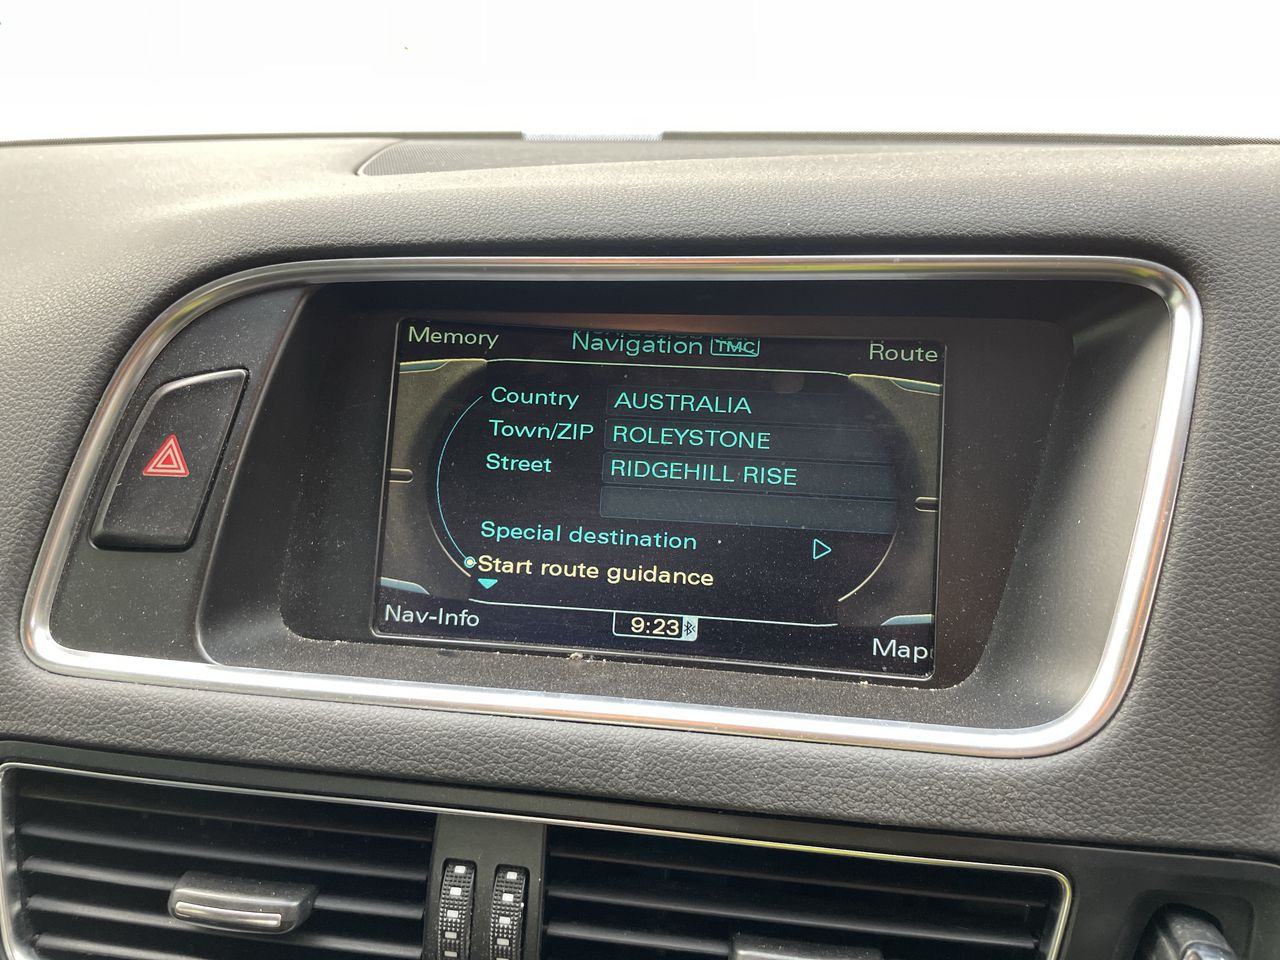 Memory
Navigation TMC
Route
Country AUSTRALIA
Town/ZIP ROLEYSTONE
Street RIDGEHILL RISE
Special destination
Start route guidance
Nav-Info
9:23
Map